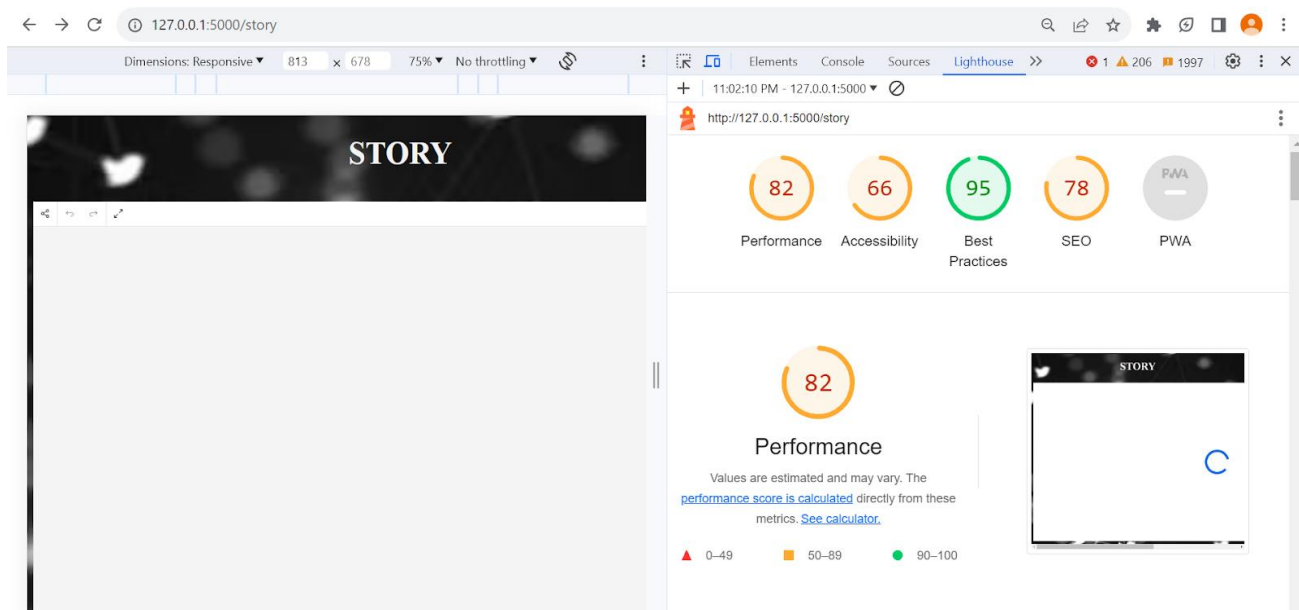 127.0.0.1:5000/story
Dimensions: Responsive ▼ 813 x 678 75% ▼ No throttling ▼
Elements Console Sources Lighthouse >> 1 206 1997
+ 11:02:10 PM - 127.0.0.1:5000 ▼
http://127.0.0.1:5000/story
STORY
82 66 95 78 PWA
Performance Accessibility Best Practices SEO PWA
82
STORY
Performance
Values are estimated and may vary. The
performance score is calculated directly from these
metrics. See calculator.
0–49 50–89 90–100